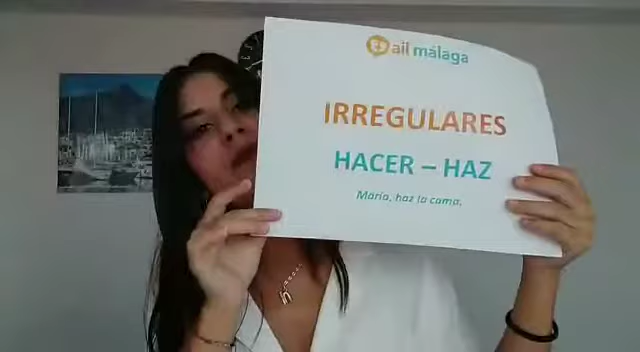 ail málaga
IRREGULARES
HACER – HAZ
María, haz la cama.